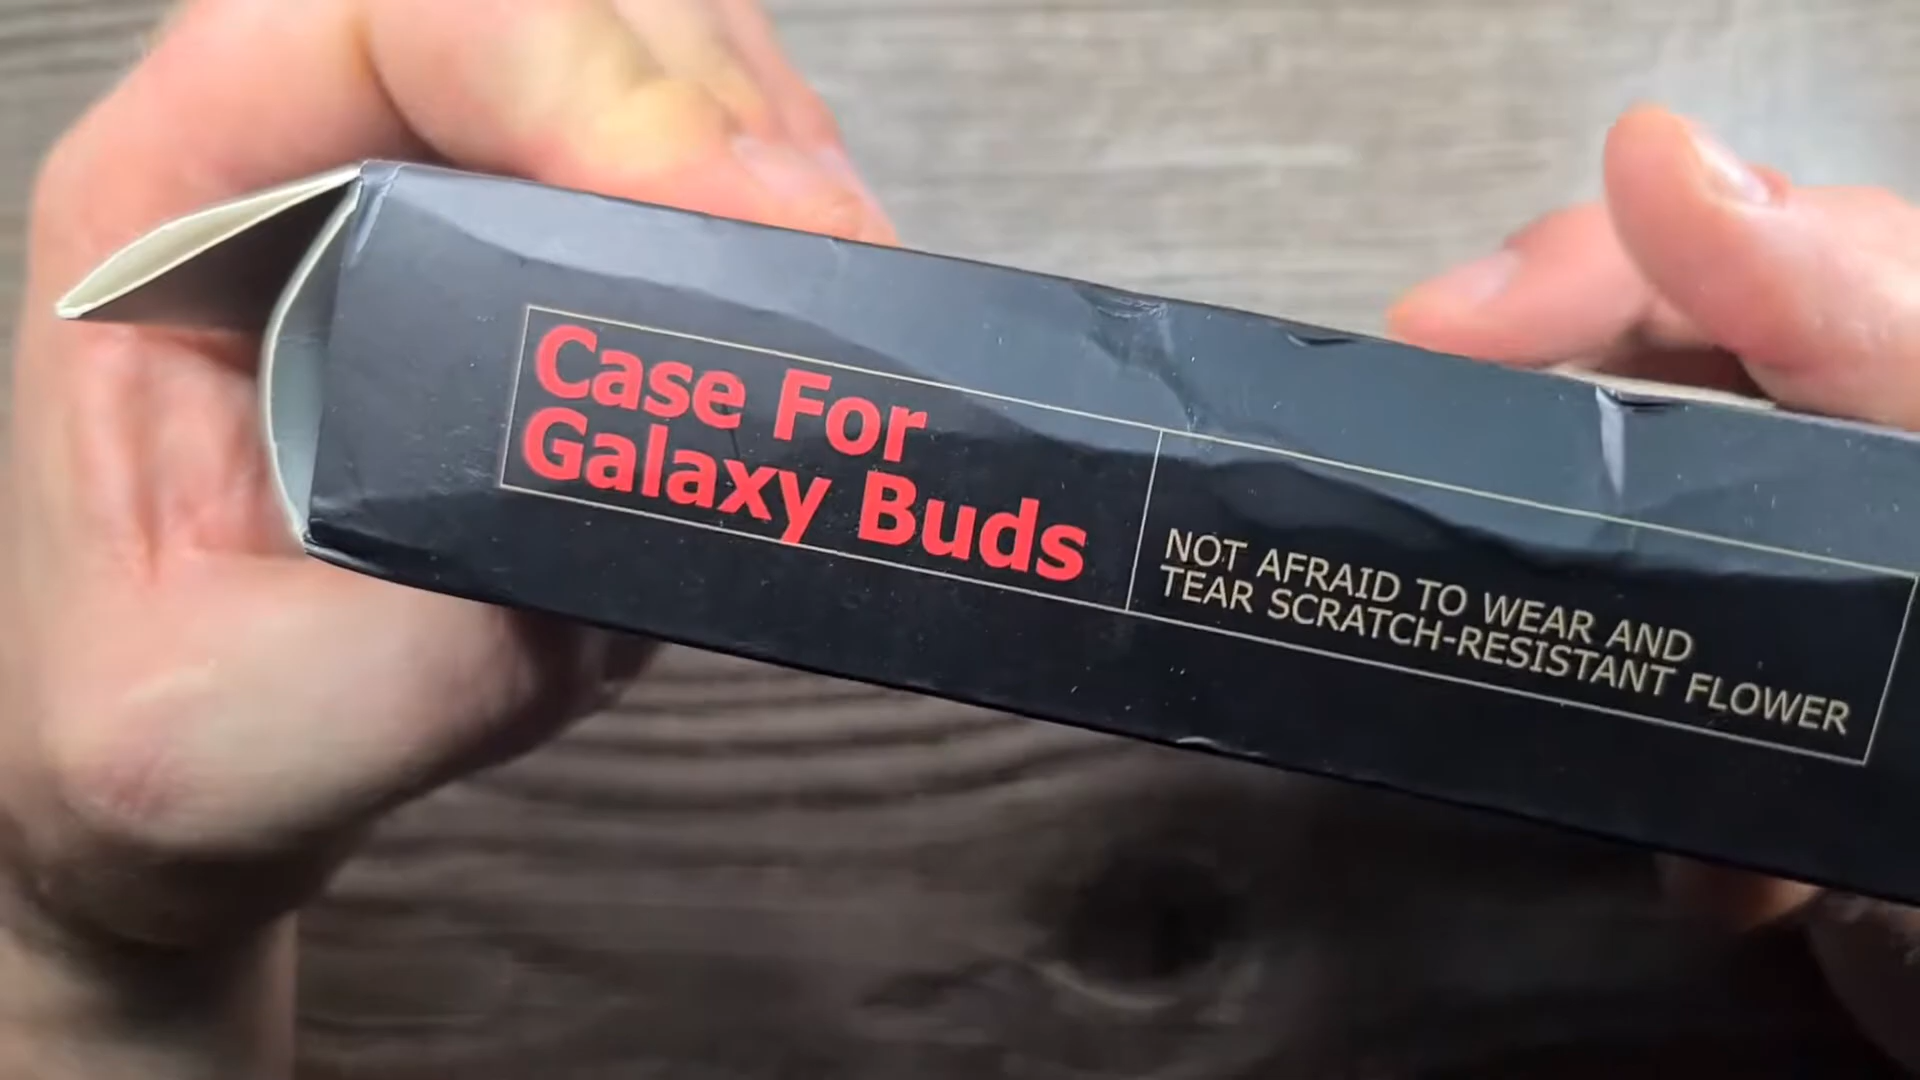 Case For
Galaxy Buds
NOT AFRAID TO WEAR AND
TEAR SCRATCH-RESISTANT FLOWER